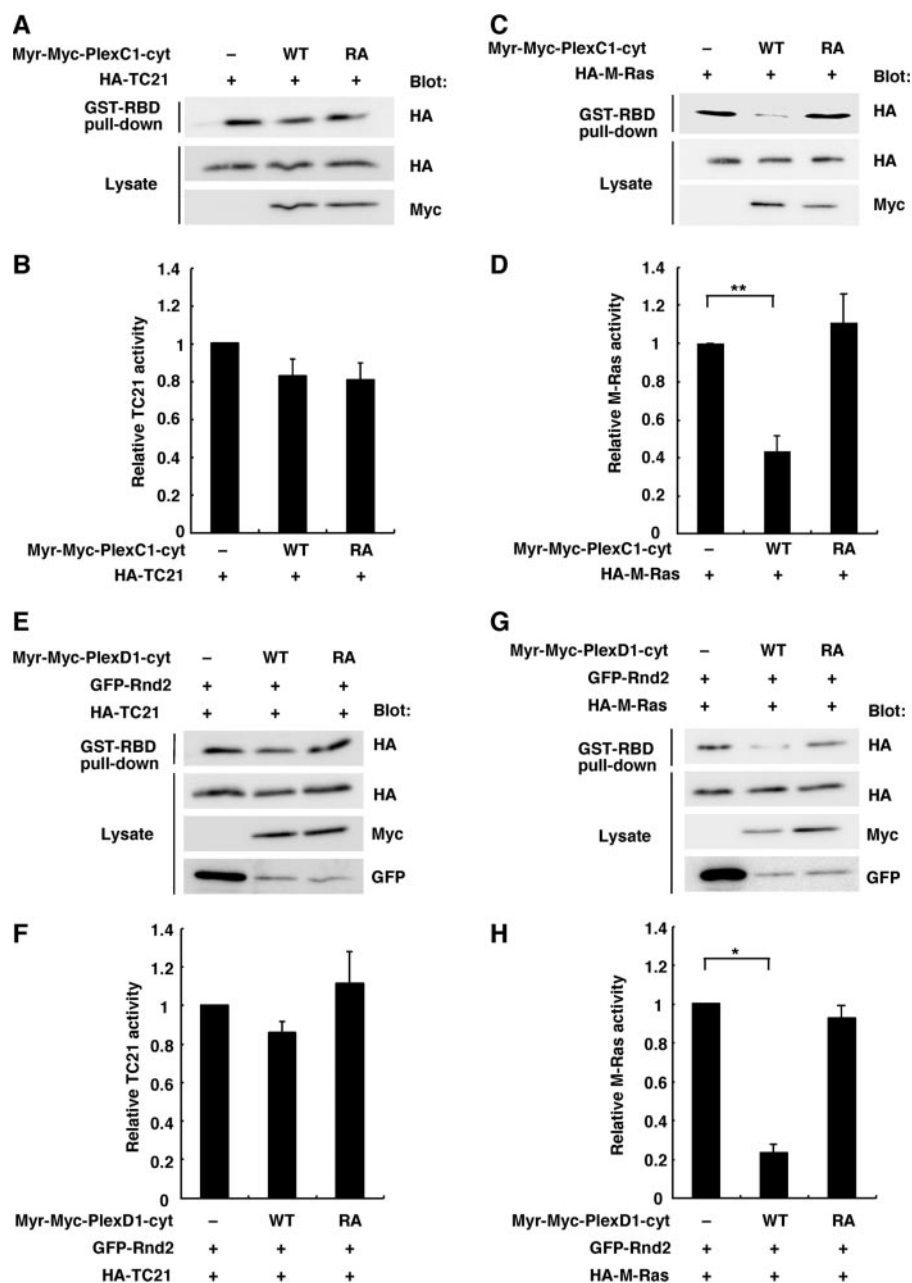 A
Myr-Myc-PlexC1-cyt – WT RA
HA-TC21 + + + Blot:
GST-RBD pull-down HA
Lysate HA
Myc
B
Relative TC21 activity
1.4
1.2
1
0.8
0.6
0.4
0.2
0
Myr-Myc-PlexC1-cyt – WT RA
HA-TC21 + + +
C
Myr-Myc-PlexC1-cyt – WT RA
HA-M-Ras + + + Blot:
GST-RBD pull-down HA
Lysate HA
Myc
D
Relative M-Ras activity
1.4
1.2
1
0.8
0.6
0.4
0.2
0
**
Myr-Myc-PlexC1-cyt – WT RA
HA-M-Ras + + +
E
Myr-Myc-PlexD1-cyt – WT RA
GFP-Rnd2 + + +
HA-TC21 + + + Blot:
GST-RBD pull-down HA
HA
Lysate Myc
GFP
F
Relative TC21 activity
1.4
1.2
1
0.8
0.6
0.4
0.2
0
Myr-Myc-PlexD1-cyt – WT RA
GFP-Rnd2 + + +
HA-TC21 + + +
G
Myr-Myc-PlexD1-cyt – WT RA
GFP-Rnd2 + + +
HA-M-Ras + + + Blot:
GST-RBD pull-down HA
HA
Lysate Myc
GFP
H
Relative M-Ras activity
1.4
1.2
1
0.8
0.6
0.4
0.2
0
*
Myr-Myc-PlexD1-cyt – WT RA
GFP-Rnd2 + + +
HA-M-Ras + + +